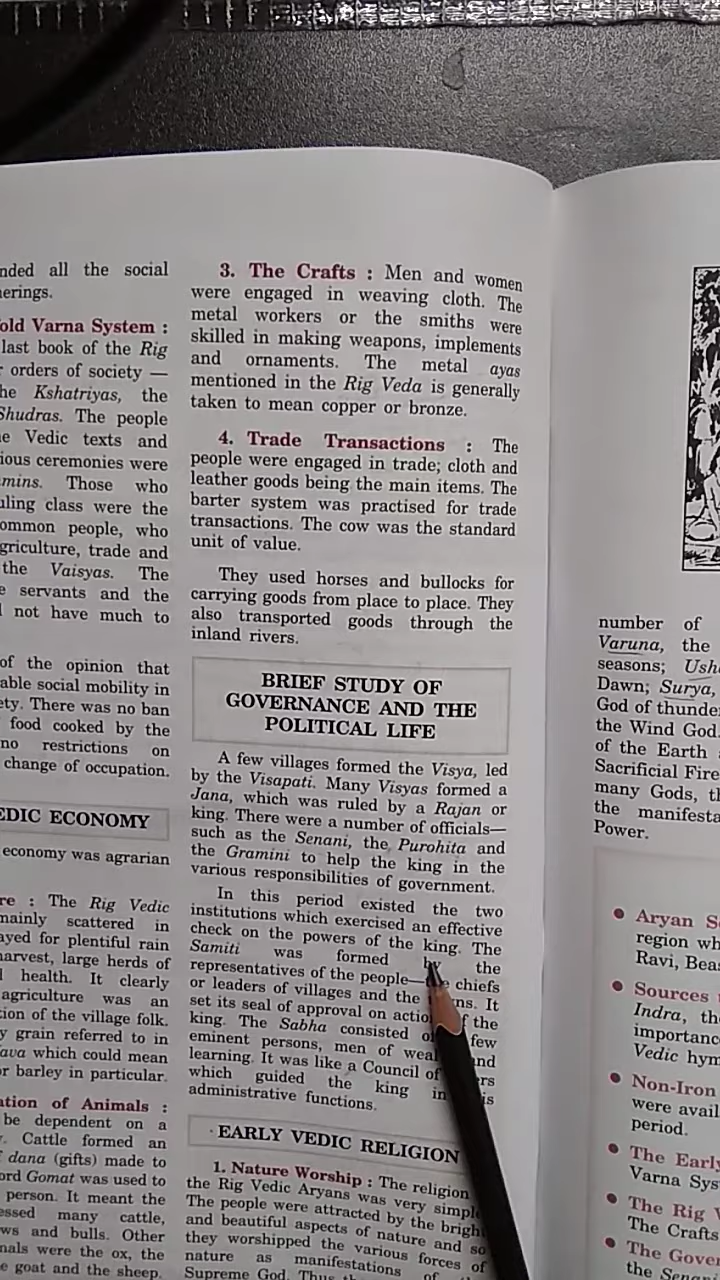 nded all the social
erings.
old Varna System :
last book of the Rig
orders of society —
he Kshatriyas, the
Shudras. The people
e Vedic texts and
ious ceremonies were
mins. Those who
uling class were the
ommon people, who
griculture, trade and
the Vaisyas. The
e servants and the
not have much to
of the opinion that
able social mobility in
ety. There was no ban
food cooked by the
no restrictions on
change of occupation.
EDIC ECONOMY
economy was agrarian
re : The Rig Vedic
mainly scattered in
ayed for plentiful rain
harvest, large herds of
health. It clearly
agriculture was an
tion of the village folk.
y grain referred to in
ava which could mean
or barley in particular.
ation of Animals :
be dependent on a
Cattle formed an
dana (gifts) made to
ord Gomat was used to
person. It meant the
essed many cattle,
ws and bulls. Other
mals were the ox, the
e goat and the sheep.
3. The Crafts : Men and women
were engaged in weaving cloth. The
metal workers or the smiths were
skilled in making weapons, implements
and ornaments. The metal ayas
mentioned in the Rig Veda is generally
taken to mean copper or bronze.
4. Trade Transactions : The
people were engaged in trade; cloth and
leather goods being the main items. The
barter system was practised for trade
transactions. The cow was the standard
unit of value.
They used horses and bullocks for
carrying goods from place to place. They
also transported goods through the
inland rivers.
BRIEF STUDY OF
GOVERNANCE AND THE
POLITICAL LIFE
A few villages formed the Visya, led
by the Visapati. Many Visyas formed a
Jana, which was ruled by a Rajan or
king. There were a number of officials—
such as the Senani, the Purohita and
the Gramini to help the king in the
various responsibilities of government.
In this period existed the two
institutions which exercised an effective
check on the powers of the king. The
Samiti was formed by the
representatives of the people— chiefs
or leaders of villages and the ns. It
set its seal of approval on actio f the
king. The Sabha consisted o few
eminent persons, men of weal and
learning. It was like a Council of ers
which guided the king in is
administrative functions.
EARLY VEDIC RELIGION
1. Nature Worship : The religion
the Rig Vedic Aryans was very simpl
The people were attracted by the brigh
and beautiful aspects of nature and so
they worshipped the various forces of
nature as manifestations of
Supreme God. Thus
number of
Varuna, the
seasons; Ush
Dawn; Surya,
God of thunde
the Wind God.
of the Earth
Sacrificial Fire
many Gods, th
the manifesta
Power.
• Aryan S
region wh
Ravi, Beas
• Sources
Indra, th
importanc
Vedic hym
• Non-Iron
were avail
period.
• The Early
Varna Sys
• The Rig V
The Crafts
• The Gover
the Sena